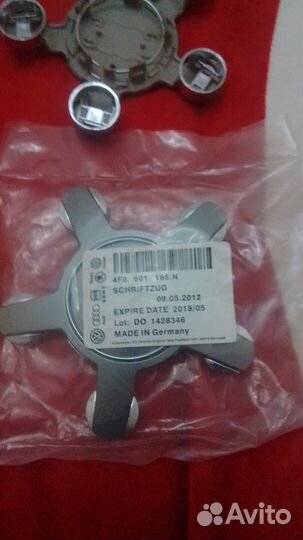 4F0. 601. 165.N
SCHRIFTZUG
09.05.2012
EXPIRE DATE 2018/05
Lot: DO 1428346
MADE IN Germany
Avito